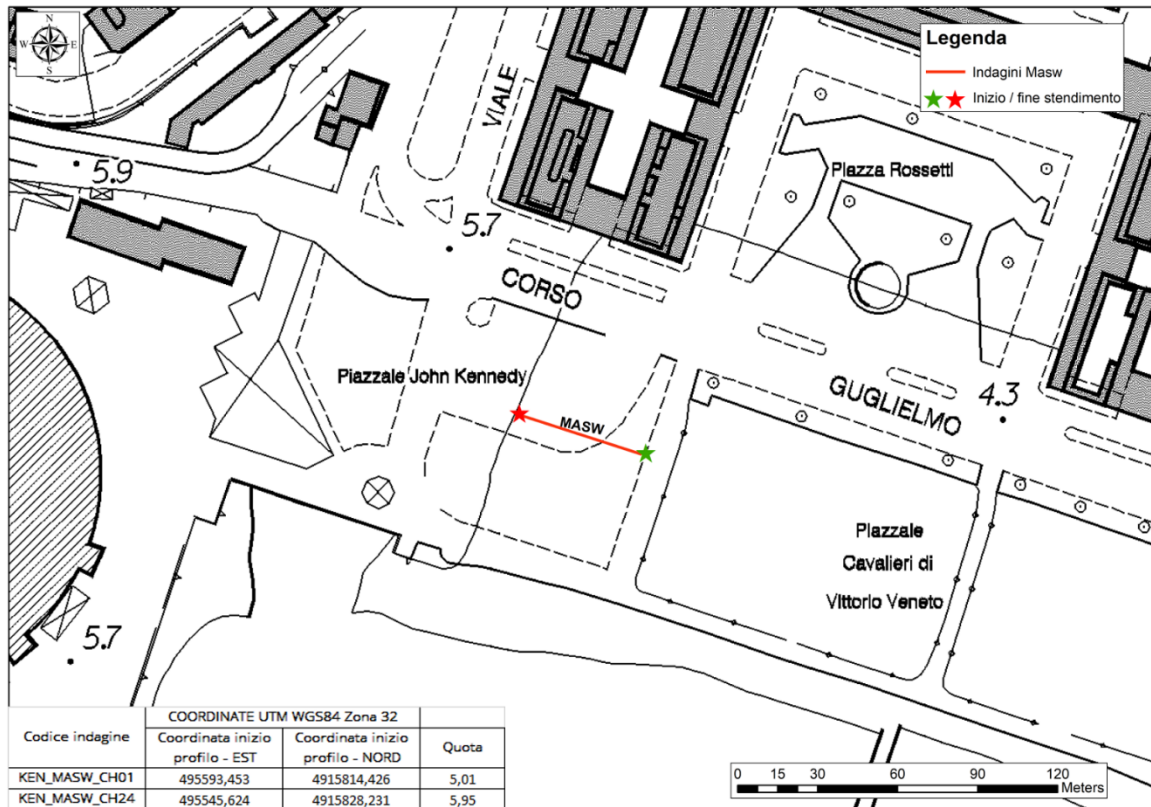 N
W E
S
Legenda
Indagini Masw
Inizio / fine stendimento
VIALE
5.9
Piazza Rossetti
5.7
CORSO
Piazzale John Kennedy
GUGLIELMO
4.3
MASW
Piazzale
Cavalieri di
Vittorio Veneto
5.7
COORDINATE UTM WGS84 Zona 32
Codice indagine
Coordinata inizio
profilo - EST
Coordinata inizio
profilo - NORD
Quota
KEN_MASW_CH01 495593,453 4915814,426 5,01
KEN_MASW_CH24 495545,624 4915828,231 5,95
0 15 30 60 90 120
Meters